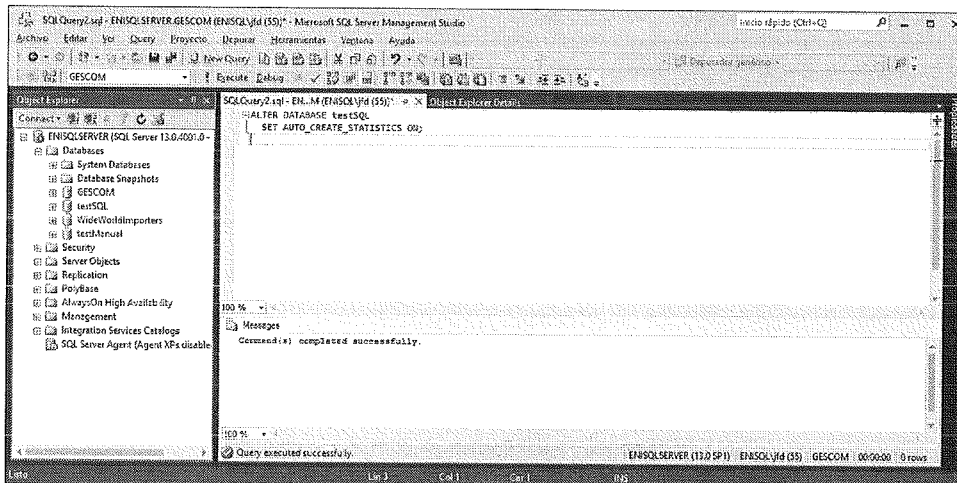 SQLQuery2.sql - ENISQLSERVER.GESCOM (ENISQL\jfd (55))* - Microsoft SQL Server Management Studio
Inicio rápido (Ctrl+Q)
Archivo Editar Ver Query Proyecto Depurar Herramientas Ventana Ayuda
New Query
GESCOM
Execute Debug
Object Explorer
SQLQuery2.sql - EN...M (ENISQL\jfd (55))*
Object Explorer Details
Connect
ENISQLSERVER (SQL Server 13.0.4001.0 -
Databases
System Databases
Database Snapshots
GESCOM
testSQL
WideWorldImporters
testManual
Security
Server Objects
Replication
PolyBase
AlwaysOn High Availability
Management
Integration Services Catalogs
SQL Server Agent (Agent XPs disable
ALTER DATABASE testSQL
SET AUTO_CREATE_STATISTICS ON;
100 %
Messages
Command(s) completed successfully.
100 %
Query executed successfully.
ENISQLSERVER (13.0 SP1) ENISQL\jfd (55) GESCOM 00:00:00 0 rows
Listo
Lín 3
Col 1
Car 1
INS